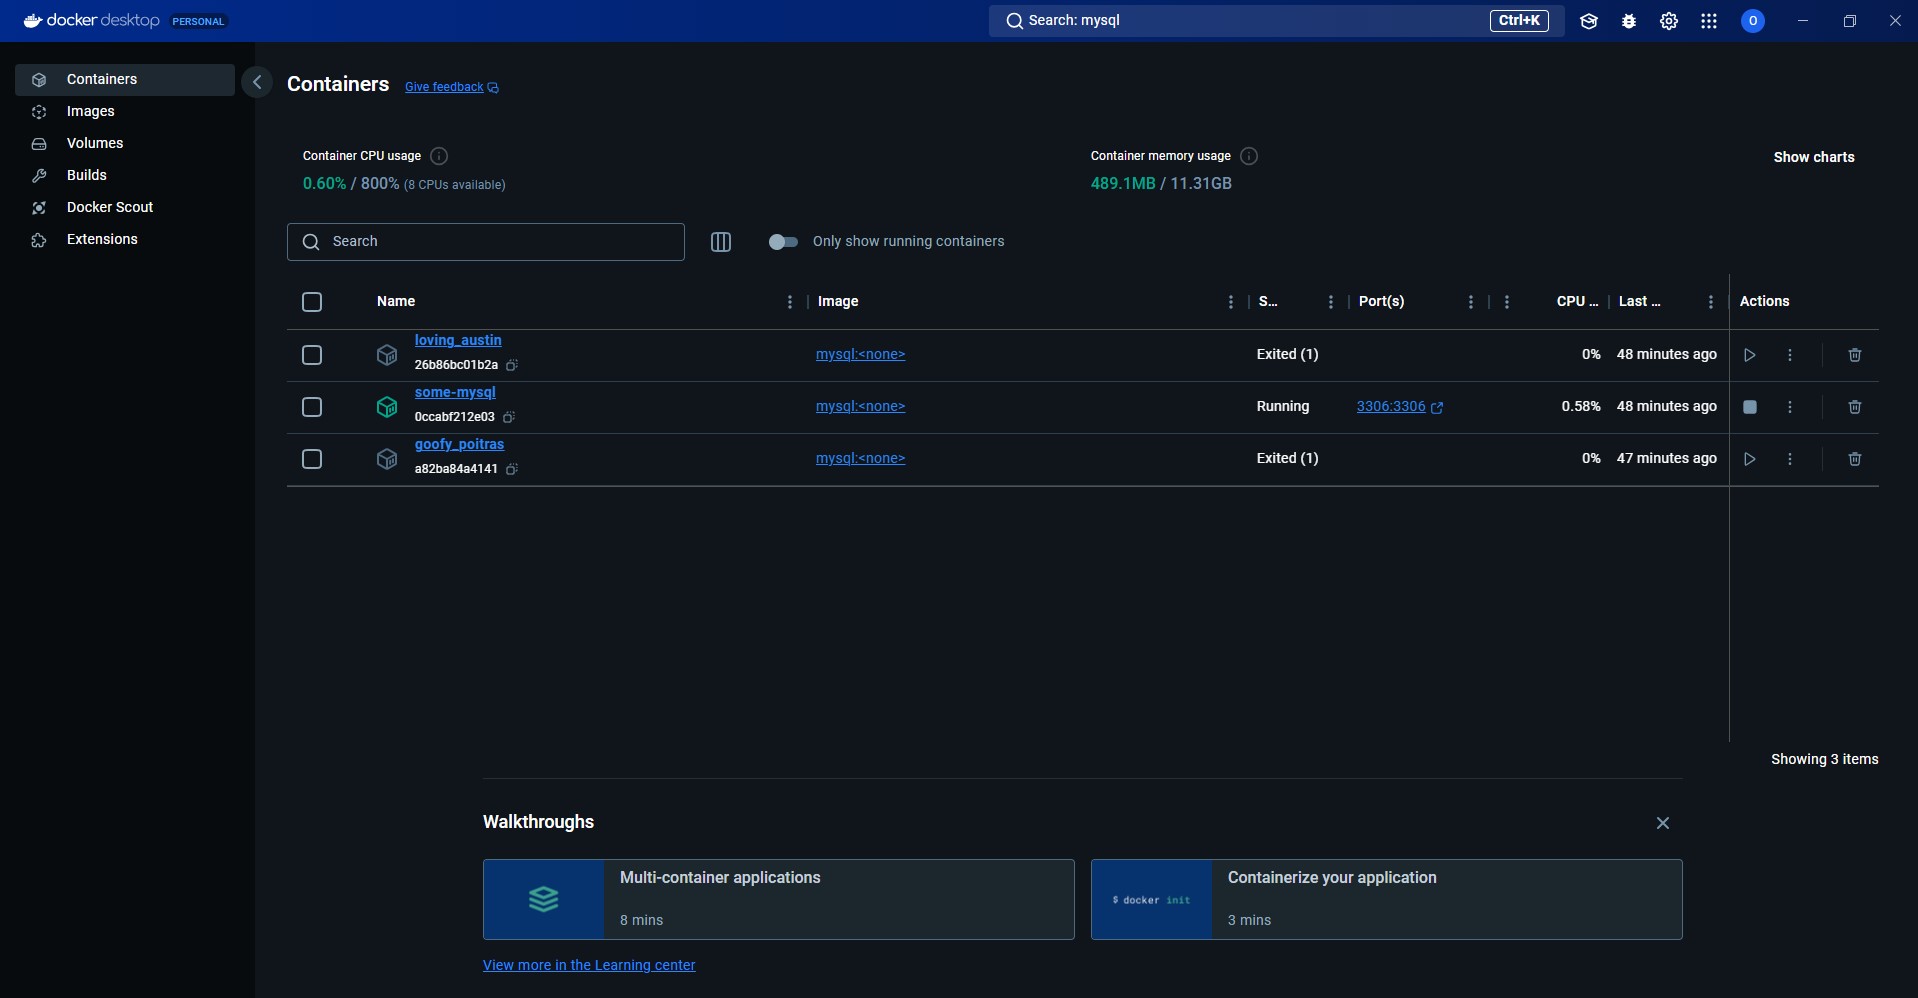 docker desktop PERSONAL
Search: mysql Ctrl+K O
Containers
Images
Volumes
Builds
Docker Scout
Extensions
Containers Give feedback
Container CPU usage
0.60% / 800% (8 CPUs available)
Container memory usage
489.1MB / 11.31GB
Show charts
Search
Only show running containers
Name Image S... Port(s) CPU ... Last ... Actions
loving_austin
26b86bc01b2a
mysql:<none> Exited (1) 0% 48 minutes ago
some-mysql
0ccabf212e03
mysql:<none> Running 3306:3306 0.58% 48 minutes ago
goofy_poitras
a82ba84a4141
mysql:<none> Exited (1) 0% 47 minutes ago
Showing 3 items
Walkthroughs
Multi-container applications
8 mins
$ docker init
Containerize your application
3 mins
View more in the Learning center